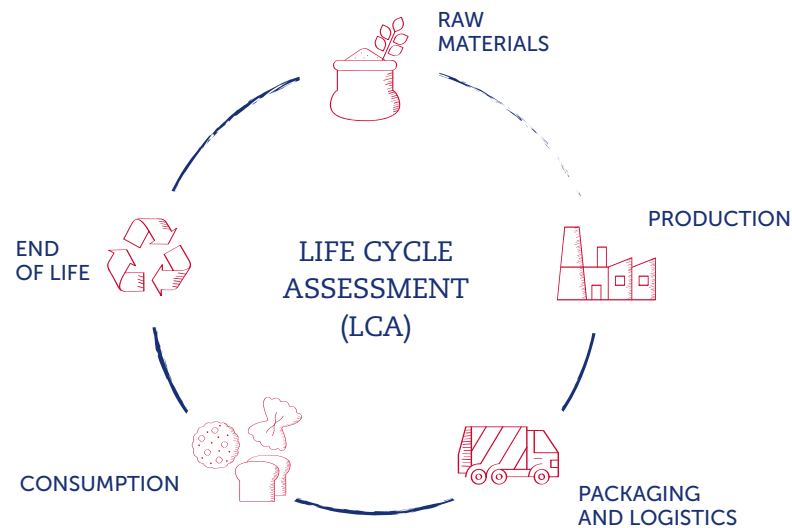 RAW
MATERIALS
PRODUCTION
PACKAGING
AND LOGISTICS
CONSUMPTION
END
OF LIFE
LIFE CYCLE
ASSESSMENT
(LCA)